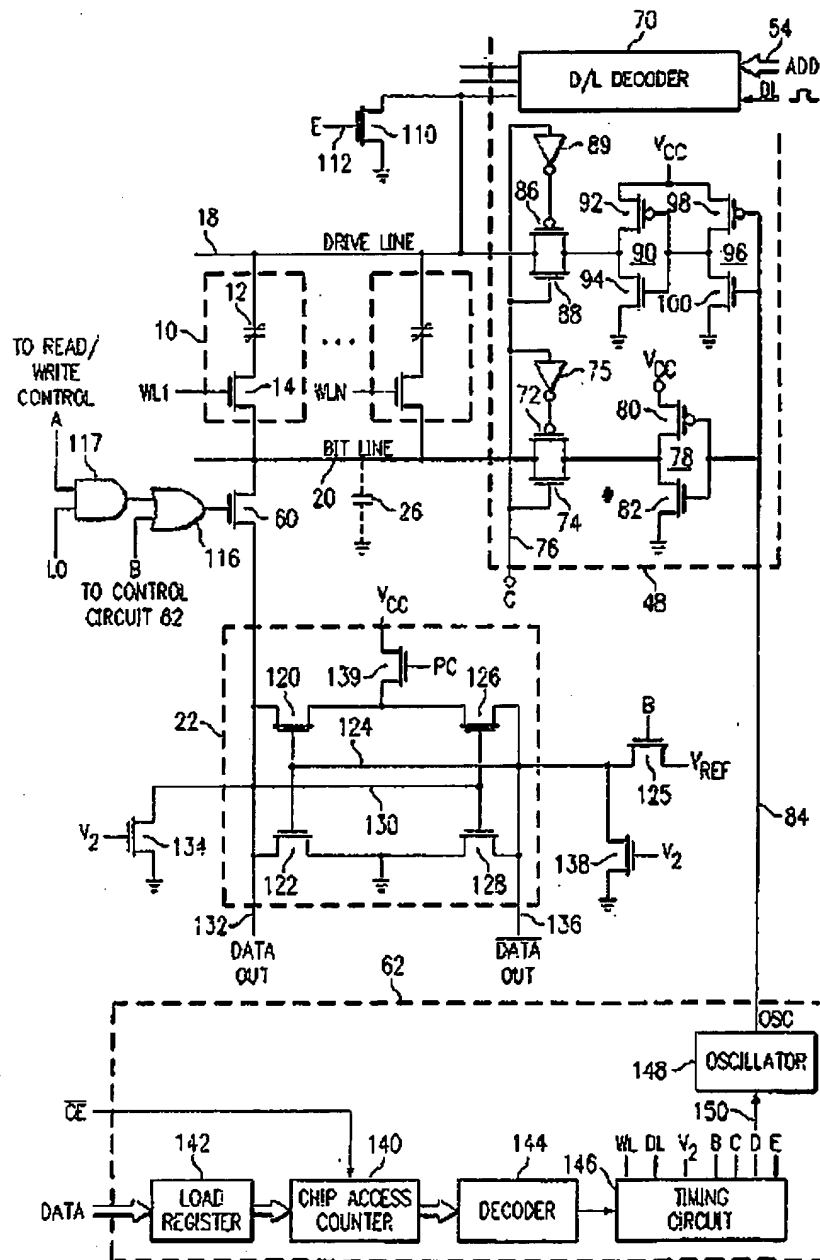 70
54
D/L DECODER
ADD
DL
E
112
110
89
VCC
86
92
98
18
DRIVE LINE
90
96
12
94
100
10
88
TO READ/
WRITE
CONTROL
A
WL1
14
WLN
75
VCC
72
80
117
BIT LINE
78
20
26
74
82
60
LO
B
116
76
TO CONTROL
CIRCUIT 62
C
48
VCC
120
139
PC
126
22
124
B
VREF
125
130
84
V2
134
138
V2
122
128
132
136
DATA
OUT
DATA
OUT
62
OSC
148
OSCILLATOR
CE
150
142
140
144
146
WL DL V2 B C D E
DATA
LOAD
REGISTER
CHIP ACCESS
COUNTER
DECODER
TIMING
CIRCUIT